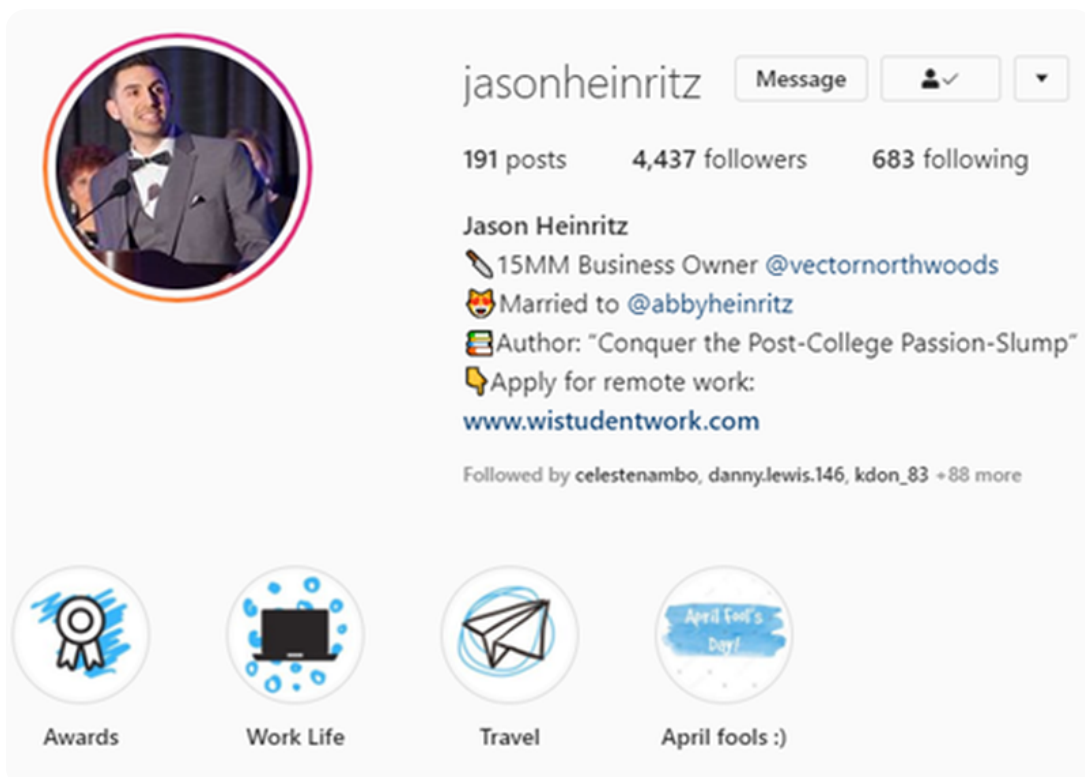 jasonheinritz Message
191 posts 4,437 followers 683 following
Jason Heinritz
🔪15MM Business Owner @vectornorthwoods
😻Married to @abbyheinritz
📚Author: "Conquer the Post-College Passion-Slump"
👇Apply for remote work:
www.wistudentwork.com
Followed by celestenambo, danny.lewis.146, kdon_83 +88 more
April Fool's
Day!
Awards Work Life Travel April fools :)